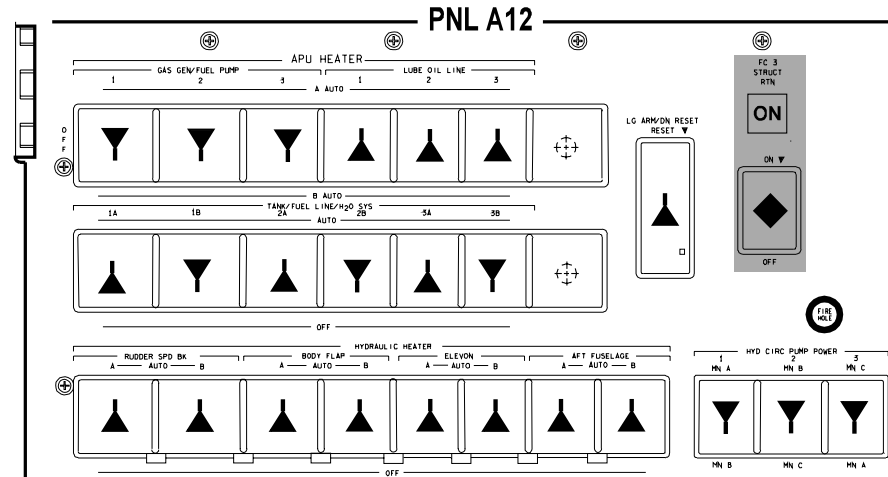 PNL A12
APU HEATER
GAS GEN/FUEL PUMP LUBE OIL LINE
1 2 3 1 2 3
A AUTO
OFF
B AUTO
TANK/FUEL LINE/H₂O SYS
1A 1B 2A 2B 3A 3B
AUTO
OFF
LG ARM/DN RESET
RESET ▼
FC 3
STRUCT
RTN
ON
ON ▼
OFF
FIRE
HOLE
HYDRAULIC HEATER
RUDDER SPD BK BODY FLAP ELEVON AFT FUSELAGE
A AUTO B A AUTO B A AUTO B A AUTO B
OFF
HYD CIRC PUMP POWER
1 2 3
MN A MN B MN C
MN B MN C MN A